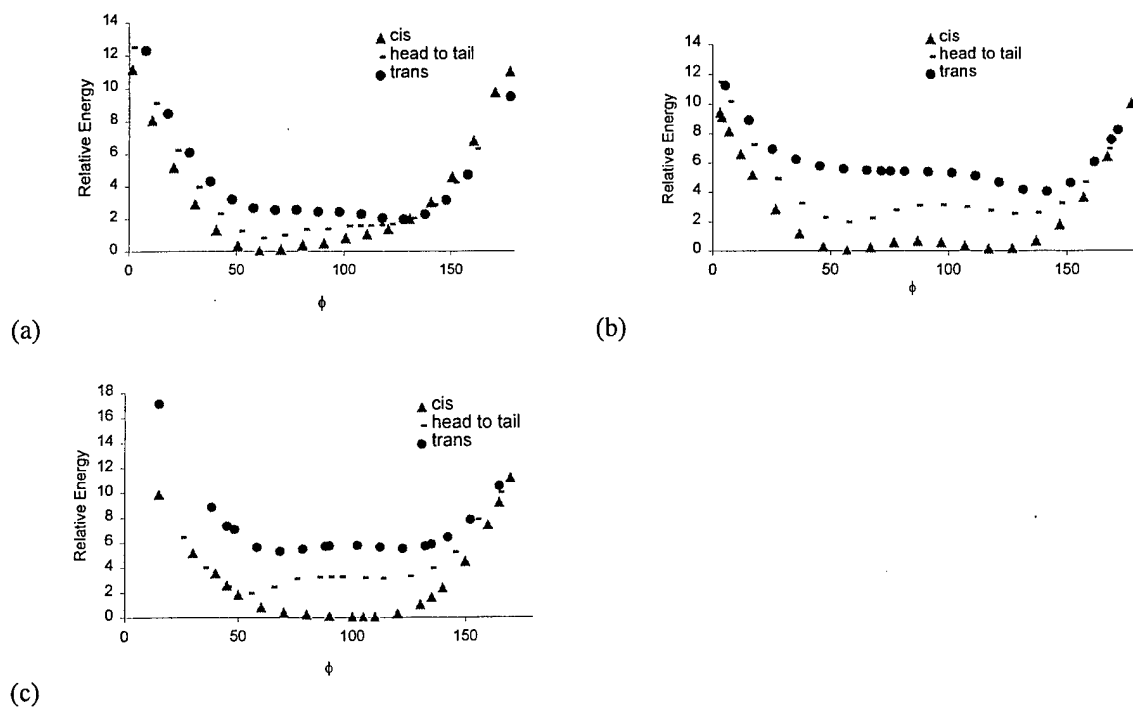 14
12
10
8
6
4
2
0
Relative Energy
0 50 100 150
ϕ
cis
head to tail
trans
(a)
14
12
10
8
6
4
2
0
Relative Energy
0 50 100 150
ϕ
cis
head to tail
trans
(b)
18
16
14
12
10
8
6
4
2
0
Relative Energy
0 50 100 150
ϕ
cis
head to tail
trans
(c)